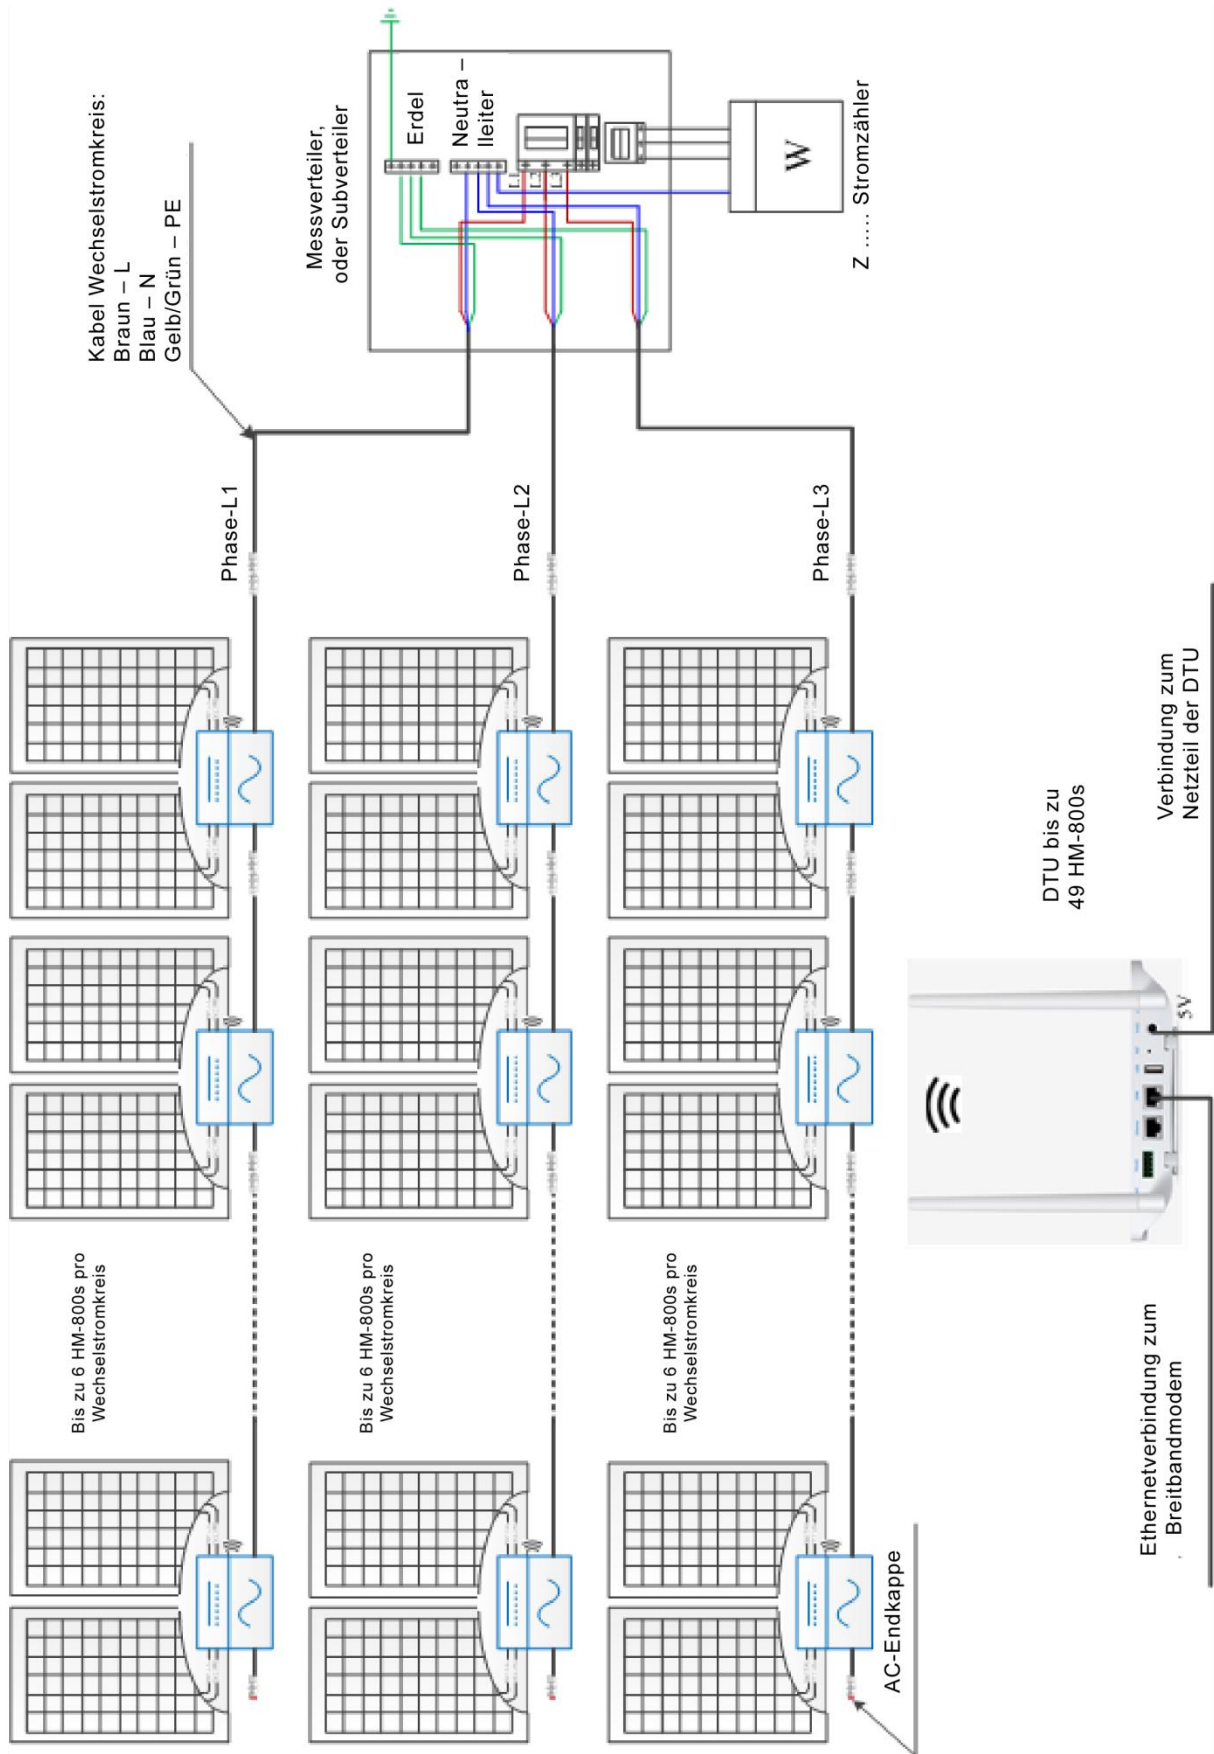 Kabel Wechselstromkreis:
Braun – L
Blau – N
Gelb/Grün – PE
Messverteiler,
oder Subverteiler
Erdel
Neutra –
lleiter
L1
L2
L3
W
Z ..... Stromzähler
Phase-L1
Phase-L2
Phase-L3
Bis zu 6 HM-800s pro
Wechselstromkreis
Bis zu 6 HM-800s pro
Wechselstromkreis
Bis zu 6 HM-800s pro
Wechselstromkreis
AC-Endkappe
DTU bis zu
49 HM-800s
Verbindung zum
Netzteil der DTU
5V
Ethernetverbindung zum
Breitbandmodem